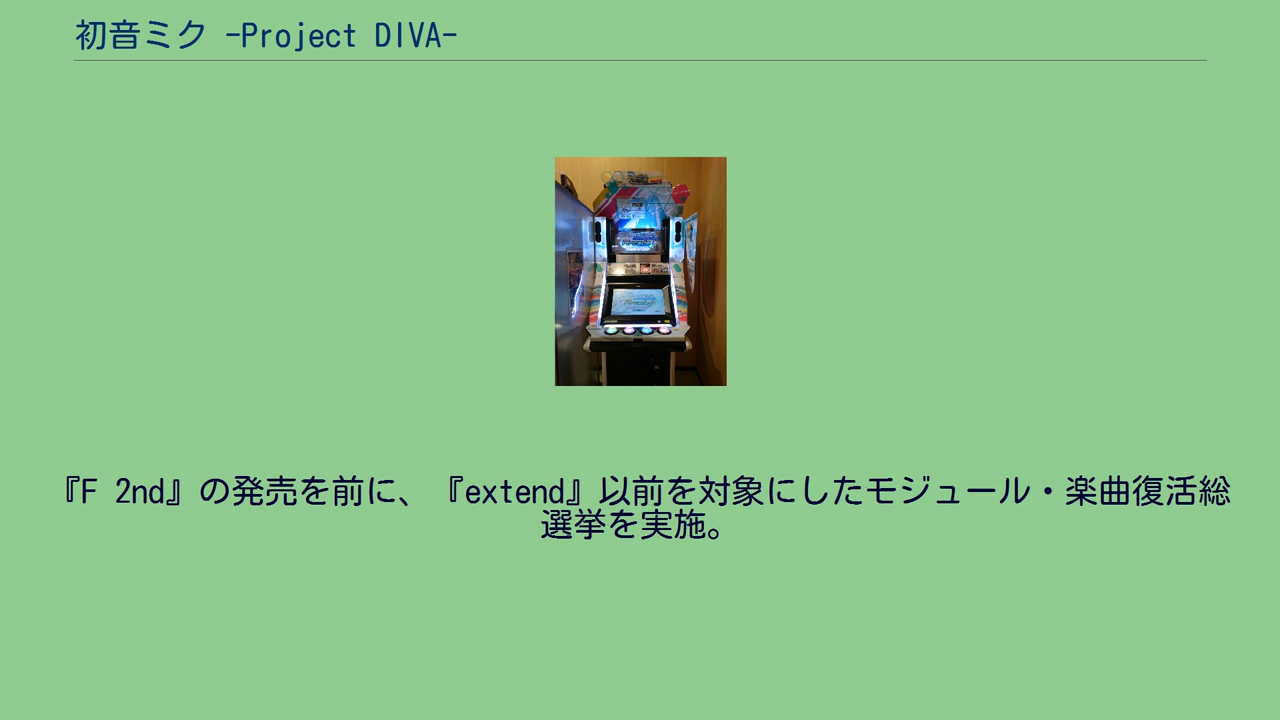 初音ミク -Project DIVA-
『F 2nd』の発売を前に、『extend』以前を対象にしたモジュール・楽曲復活総
選挙を実施。